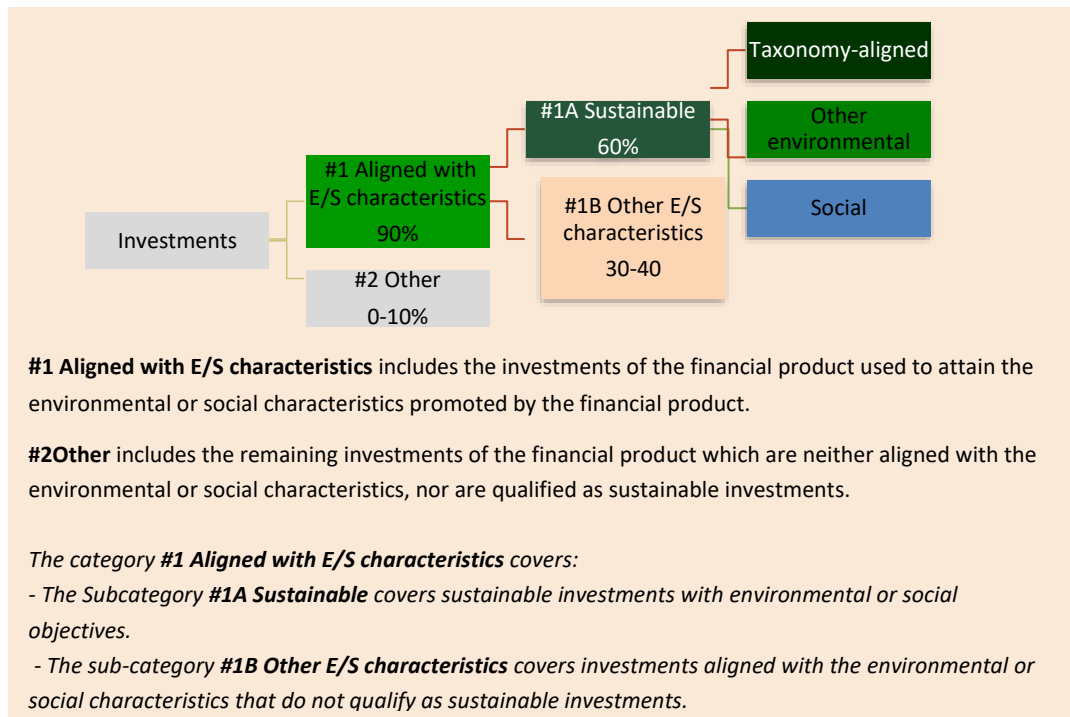 Taxonomy-aligned
#1A Sustainable
60%
Other
environmental
#1 Aligned with
E/S characteristics
90%
#1B Other E/S
characteristics
30-40
Social
Investments
#2 Other
0-10%
#1 Aligned with E/S characteristics includes the investments of the financial product used to attain the
environmental or social characteristics promoted by the financial product.
#2Other includes the remaining investments of the financial product which are neither aligned with the
environmental or social characteristics, nor are qualified as sustainable investments.
The category #1 Aligned with E/S characteristics covers:
- The Subcategory #1A Sustainable covers sustainable investments with environmental or social
objectives.
- The sub-category #1B Other E/S characteristics covers investments aligned with the environmental or
social characteristics that do not qualify as sustainable investments.